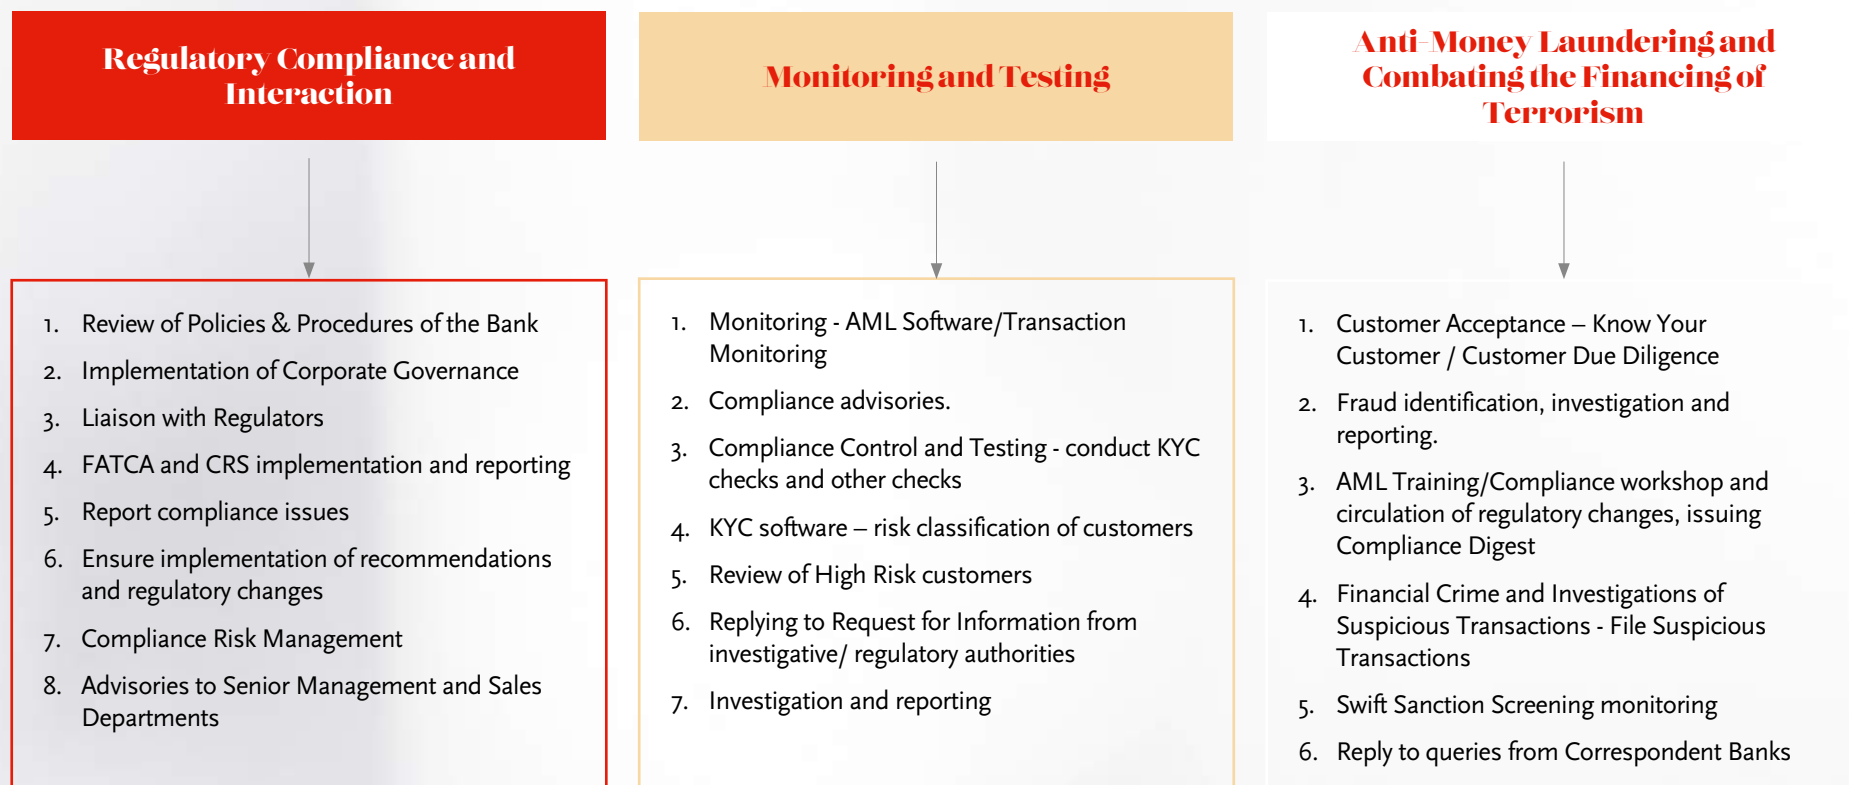 Regulatory Compliance and
Interaction
1. Review of Policies & Procedures of the Bank
2. Implementation of Corporate Governance
3. Liaison with Regulators
4. FATCA and CRS implementation and reporting
5. Report compliance issues
6. Ensure implementation of recommendations
and regulatory changes
7. Compliance Risk Management
8. Advisories to Senior Management and Sales
Departments
Monitoring and Testing
1. Monitoring - AML Software/Transaction
Monitoring
2. Compliance advisories.
3. Compliance Control and Testing - conduct KYC
checks and other checks
4. KYC software – risk classification of customers
5. Review of High Risk customers
6. Replying to Request for Information from
investigative/ regulatory authorities
7. Investigation and reporting
Anti-Money Laundering and
Combating the Financing of
Terrorism
1. Customer Acceptance – Know Your
Customer / Customer Due Diligence
2. Fraud identification, investigation and
reporting.
3. AML Training/Compliance workshop and
circulation of regulatory changes, issuing
Compliance Digest
4. Financial Crime and Investigations of
Suspicious Transactions - File Suspicious
Transactions
5. Swift Sanction Screening monitoring
6. Reply to queries from Correspondent Banks